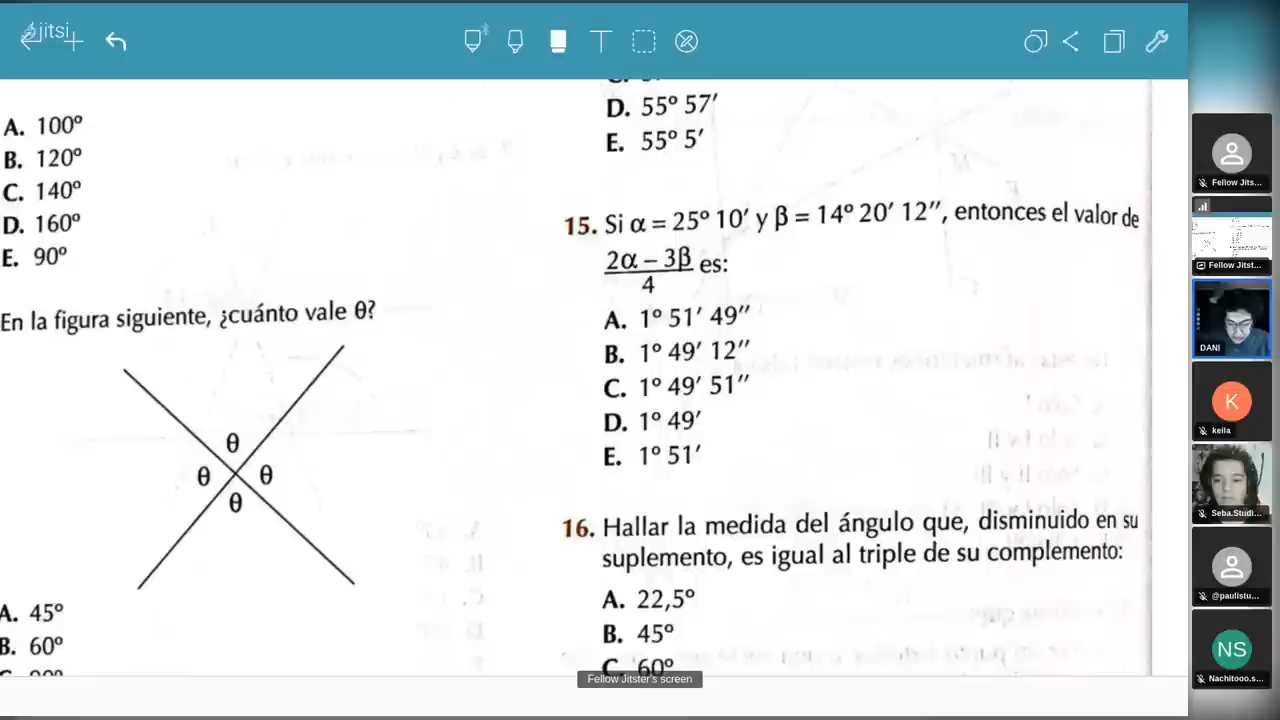 jitsi
A. 100º
B. 120º
C. 140º
D. 160º
E. 90º
En la figura siguiente, ¿cuánto vale θ?
θ
θ θ
θ
A. 45º
B. 60º
D. 55º 57′
E. 55º 5′
15. Si α = 25º 10′ y β = 14º 20′ 12″, entonces el valor de
2α – 3β
es:
4
A. 1º 51′ 49″
B. 1º 49′ 12″
C. 1º 49′ 51″
D. 1º 49′
E. 1º 51′
16. Hallar la medida del ángulo que, disminuido en su
suplemento, es igual al triple de su complemento:
A. 22,5º
B. 45º
C. 60º
Fellow Jitster's screen
Fellow Jits...
Fellow Jitst...
DANI
K
keila
Seba.Studi...
@paulistu...
NS
Nachitooo.s...